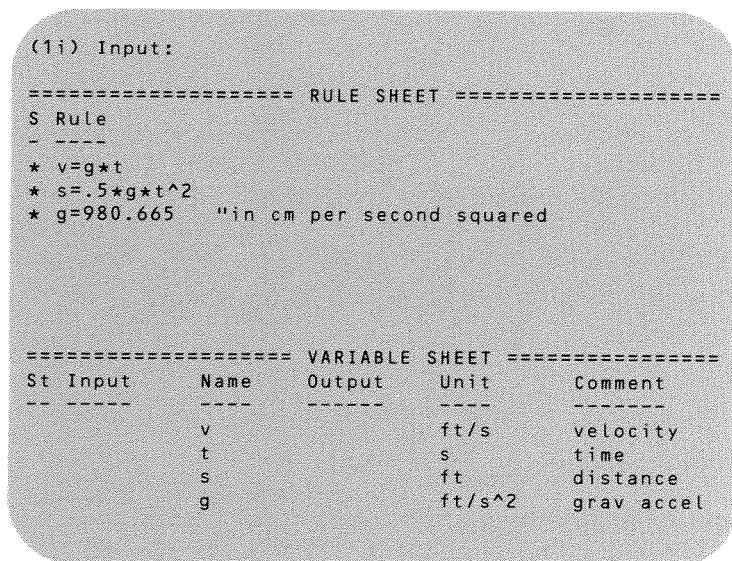 (1i) Input:
==================== RULE SHEET ====================
S Rule
- ----
* v=g*t
* s=.5*g*t^2
* g=980.665   "in cm per second squared
==================== VARIABLE SHEET ================
St Input      Name      Output    Unit      Comment
-- -----      ----      ------    ----      -------
v                   ft/s      velocity
t                   s         time
s                   ft        distance
g                   ft/s^2    grav accel